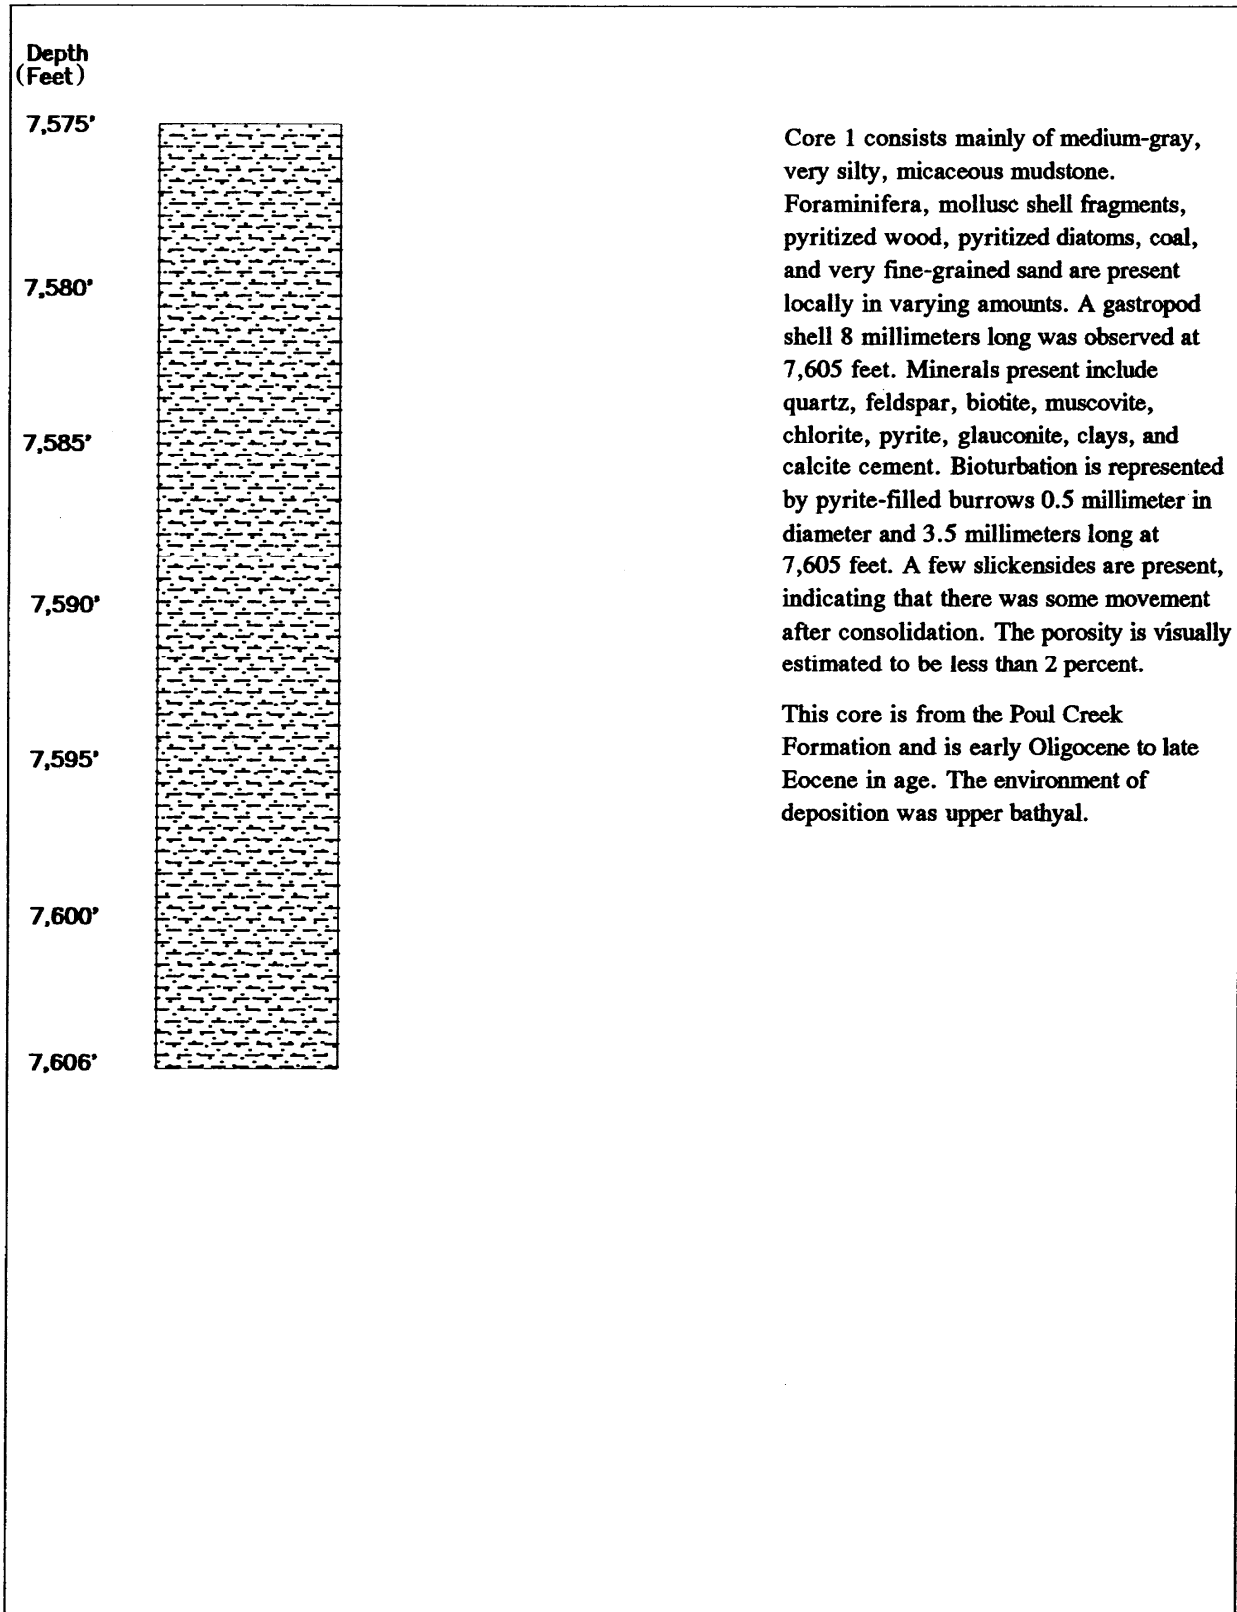 Depth
(Feet)
7,575'
7,580'
7,585'
7,590'
7,595'
7,600'
7,606'
Core 1 consists mainly of medium-gray,
very silty, micaceous mudstone.
Foraminifera, mollusc shell fragments,
pyritized wood, pyritized diatoms, coal,
and very fine-grained sand are present
locally in varying amounts. A gastropod
shell 8 millimeters long was observed at
7,605 feet. Minerals present include
quartz, feldspar, biotite, muscovite,
chlorite, pyrite, glauconite, clays, and
calcite cement. Bioturbation is represented
by pyrite-filled burrows 0.5 millimeter in
diameter and 3.5 millimeters long at
7,605 feet. A few slickensides are present,
indicating that there was some movement
after consolidation. The porosity is visually
estimated to be less than 2 percent.
This core is from the Poul Creek
Formation and is early Oligocene to late
Eocene in age. The environment of
deposition was upper bathyal.